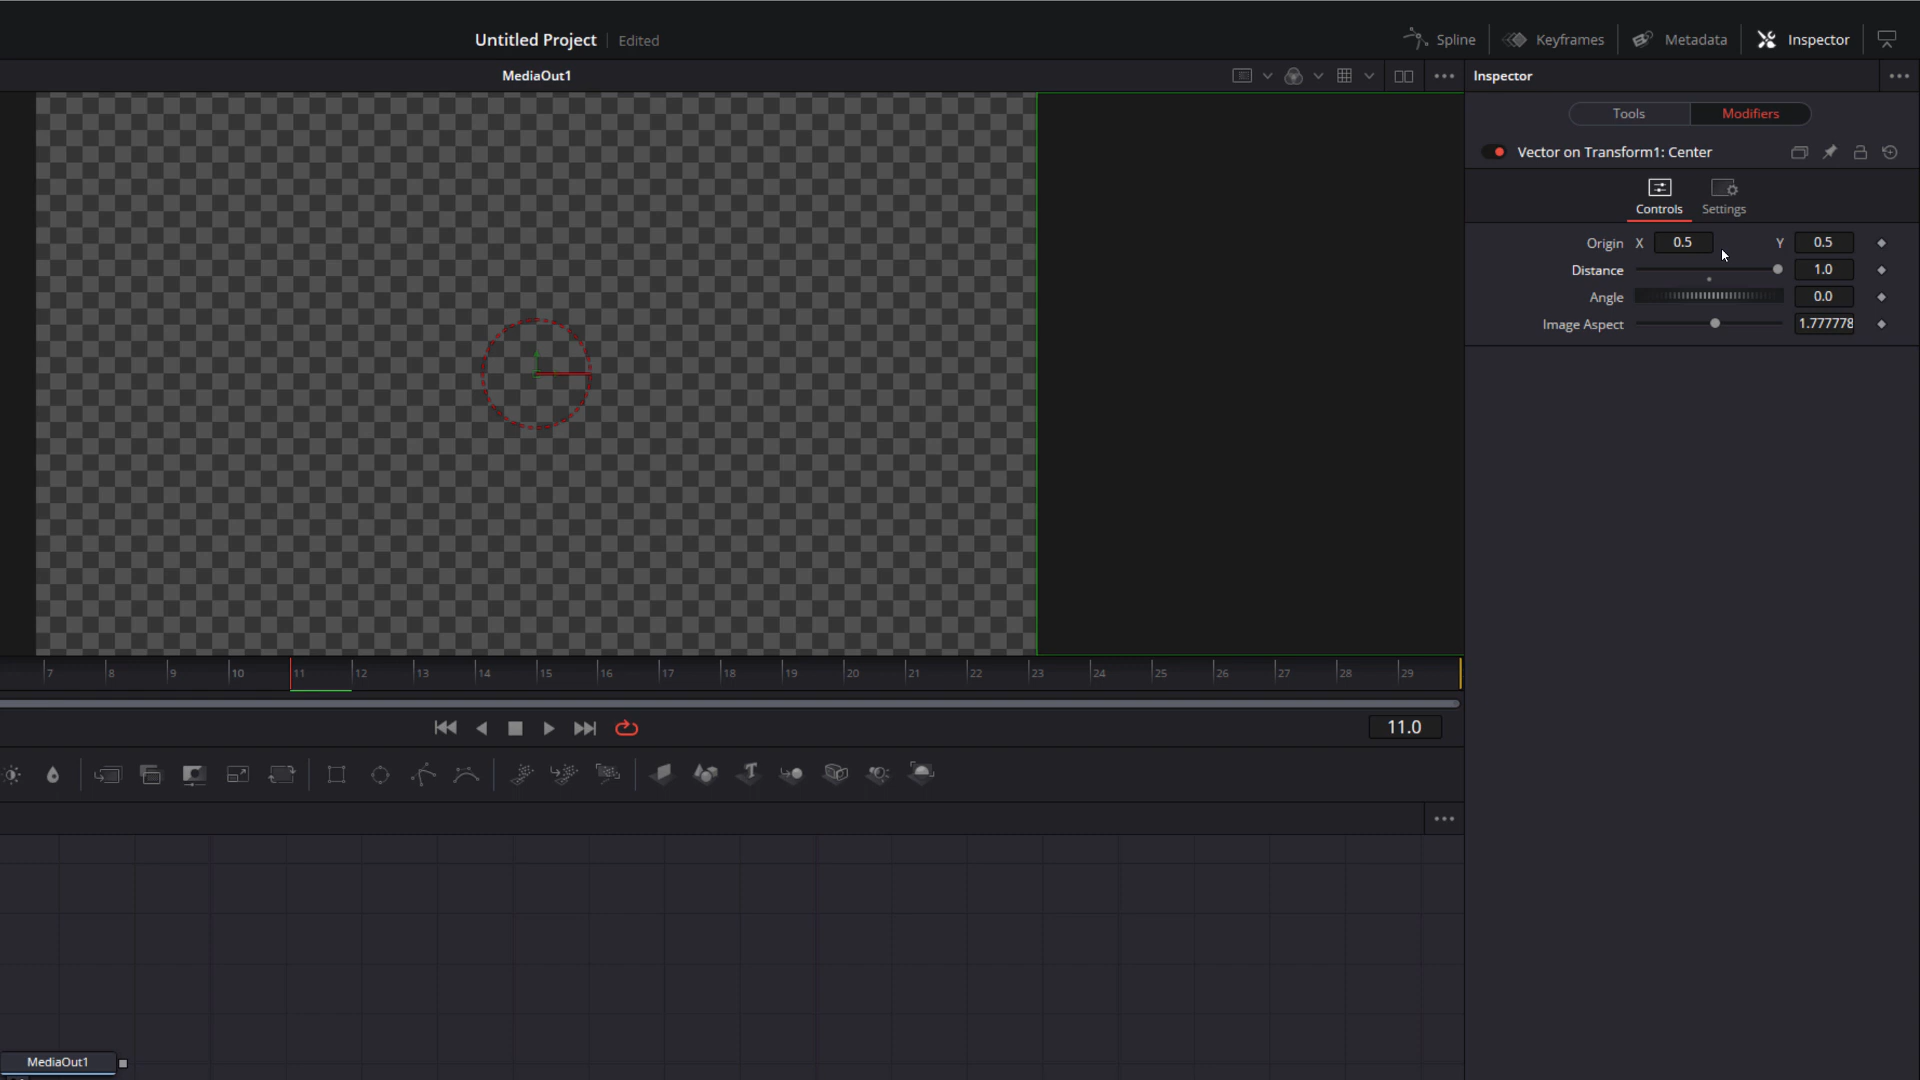 Untitled Project Edited Spline Keyframes Metadata Inspector
MediaOut1
Inspector
Tools Modifiers
Vector on Transform1: Center
Controls Settings
Origin X 0.5 Y 0.5
Distance 1.0
Angle 0.0
Image Aspect 1.777778
7 8 9 10 11 12 13 14 15 16 17 18 19 20 21 22 23 24 25 26 27 28 29
11.0
MediaOut1